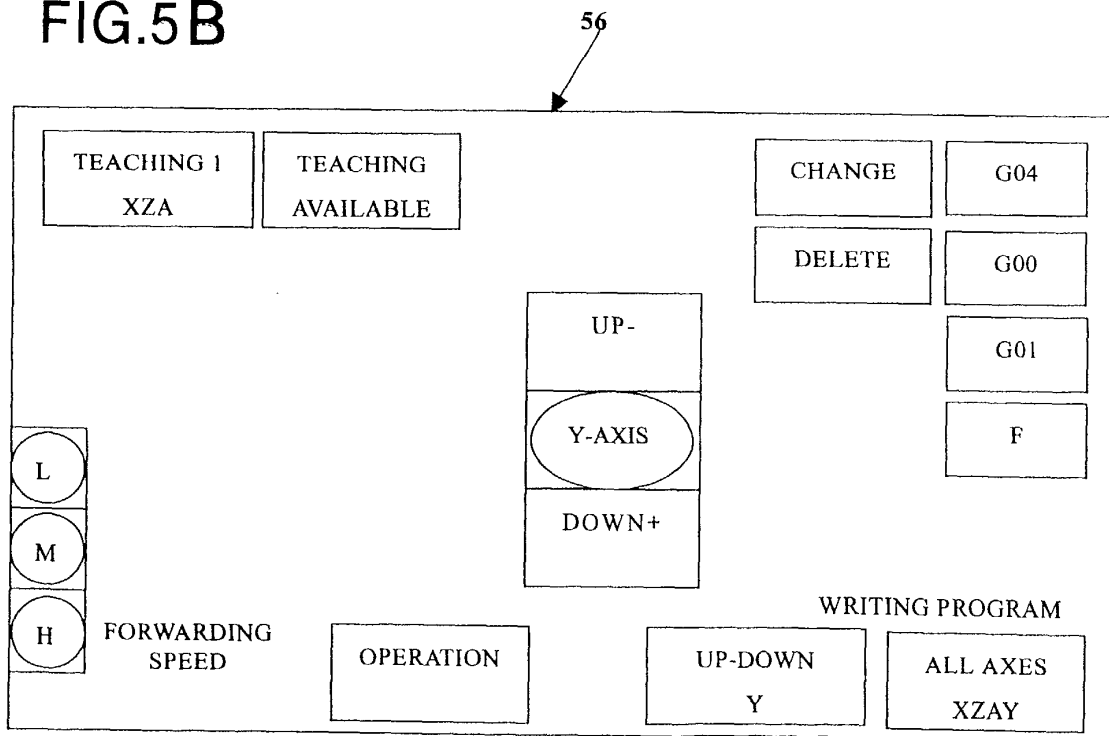 FIG.5B
56
TEACHING 1
XZA
TEACHING
AVAILABLE
CHANGE
G04
DELETE
G00
UP-
G01
Y-AXIS
F
L
DOWN+
M
H
FORWARDING
SPEED
OPERATION
WRITING PROGRAM
UP-DOWN
Y
ALL AXES
XZAY